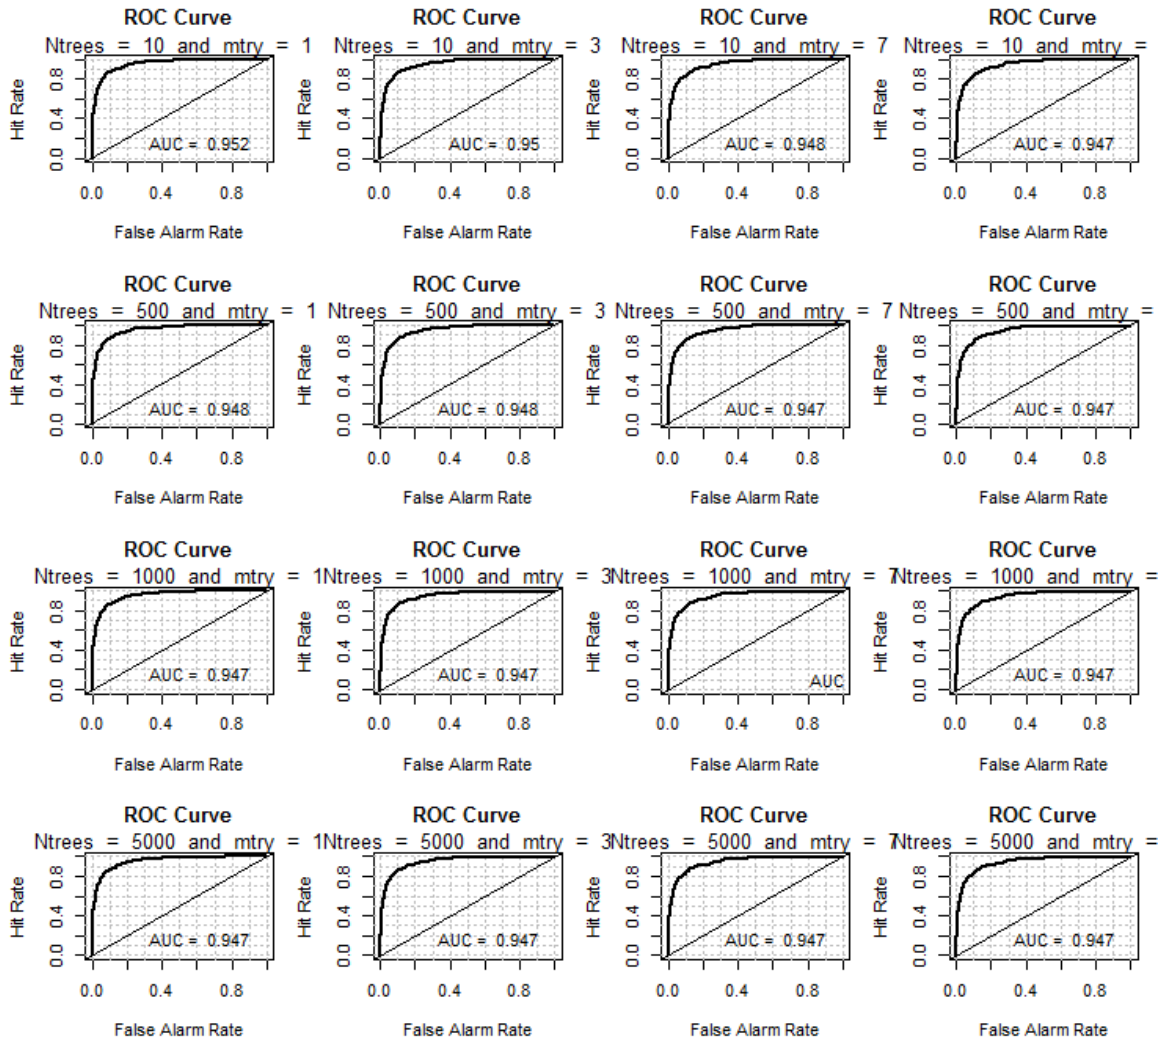 ROC Curve ROC Curve ROC Curve ROC Curve
Ntrees = 10 and mtry = 1 Ntrees = 10 and mtry = 3 Ntrees = 10 and mtry = 7 Ntrees = 10 and mtry =
Hit Rate 0.0 0.4 0.8 AUC = 0.952 Hit Rate 0.0 0.4 0.8 AUC = 0.95 Hit Rate 0.0 0.4 0.8 AUC = 0.948 Hit Rate 0.0 0.4 0.8 AUC = 0.947
0.0 0.4 0.8 0.0 0.4 0.8 0.0 0.4 0.8 0.0 0.4 0.8
False Alarm Rate False Alarm Rate False Alarm Rate False Alarm Rate
ROC Curve ROC Curve ROC Curve ROC Curve
Ntrees = 500 and mtry = 1 Ntrees = 500 and mtry = 3 Ntrees = 500 and mtry = 7 Ntrees = 500 and mtry =
Hit Rate 0.0 0.4 0.8 AUC = 0.948 Hit Rate 0.0 0.4 0.8 AUC = 0.948 Hit Rate 0.0 0.4 0.8 AUC = 0.947 Hit Rate 0.0 0.4 0.8 AUC = 0.947
0.0 0.4 0.8 0.0 0.4 0.8 0.0 0.4 0.8 0.0 0.4 0.8
False Alarm Rate False Alarm Rate False Alarm Rate False Alarm Rate
ROC Curve ROC Curve ROC Curve ROC Curve
Ntrees = 1000 and mtry = 1 Ntrees = 1000 and mtry = 3 Ntrees = 1000 and mtry = 7 Ntrees = 1000 and mtry =
Hit Rate 0.0 0.4 0.8 AUC = 0.947 Hit Rate 0.0 0.4 0.8 AUC = 0.947 Hit Rate 0.0 0.4 0.8 AUC Hit Rate 0.0 0.4 0.8 AUC = 0.947
0.0 0.4 0.8 0.0 0.4 0.8 0.0 0.4 0.8 0.0 0.4 0.8
False Alarm Rate False Alarm Rate False Alarm Rate False Alarm Rate
ROC Curve ROC Curve ROC Curve ROC Curve
Ntrees = 5000 and mtry = 1 Ntrees = 5000 and mtry = 3 Ntrees = 5000 and mtry = 7 Ntrees = 5000 and mtry =
Hit Rate 0.0 0.4 0.8 AUC = 0.947 Hit Rate 0.0 0.4 0.8 AUC = 0.947 Hit Rate 0.0 0.4 0.8 AUC = 0.947 Hit Rate 0.0 0.4 0.8 AUC = 0.947
0.0 0.4 0.8 0.0 0.4 0.8 0.0 0.4 0.8 0.0 0.4 0.8
False Alarm Rate False Alarm Rate False Alarm Rate False Alarm Rate